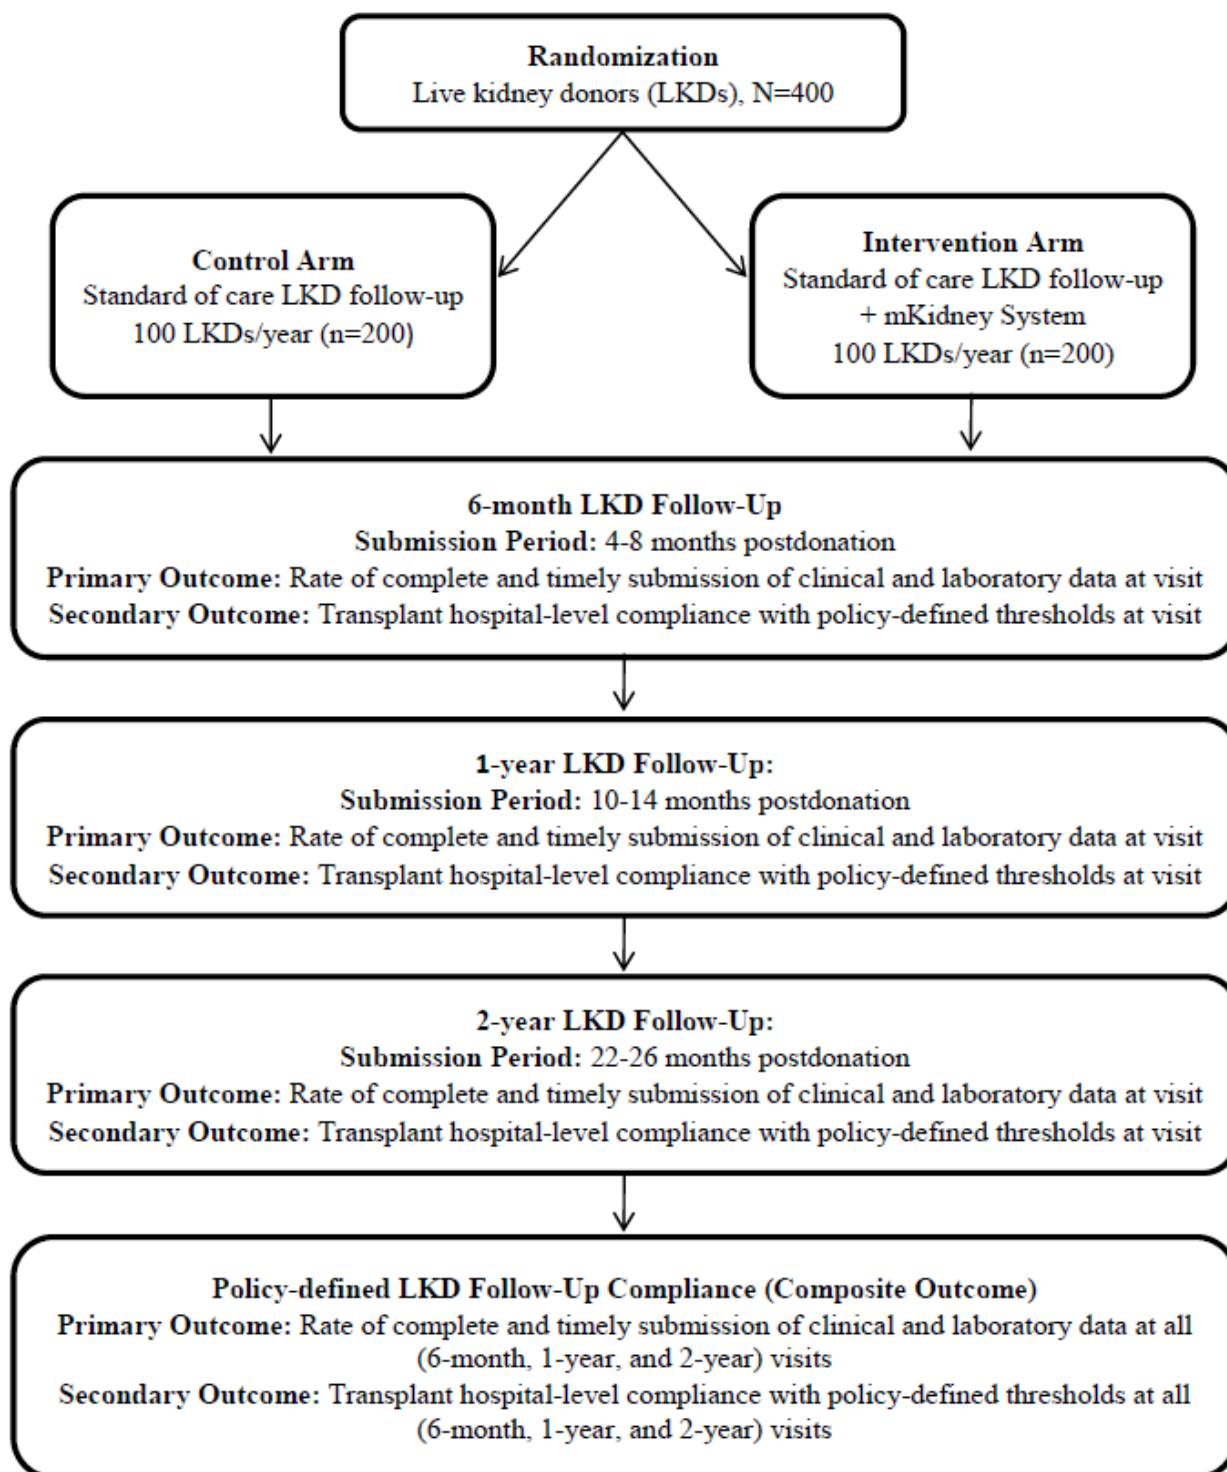 Randomization
Live kidney donors (LKDs), N=400
Control Arm
Standard of care LKD follow-up
100 LKDs/year (n=200)
Intervention Arm
Standard of care LKD follow-up
+ mKidney System
100 LKDs/year (n=200)
6-month LKD Follow-Up
Submission Period: 4-8 months postdonation
Primary Outcome: Rate of complete and timely submission of clinical and laboratory data at visit
Secondary Outcome: Transplant hospital-level compliance with policy-defined thresholds at visit
1-year LKD Follow-Up:
Submission Period: 10-14 months postdonation
Primary Outcome: Rate of complete and timely submission of clinical and laboratory data at visit
Secondary Outcome: Transplant hospital-level compliance with policy-defined thresholds at visit
2-year LKD Follow-Up:
Submission Period: 22-26 months postdonation
Primary Outcome: Rate of complete and timely submission of clinical and laboratory data at visit
Secondary Outcome: Transplant hospital-level compliance with policy-defined thresholds at visit
Policy-defined LKD Follow-Up Compliance (Composite Outcome)
Primary Outcome: Rate of complete and timely submission of clinical and laboratory data at all
(6-month, 1-year, and 2-year) visits
Secondary Outcome: Transplant hospital-level compliance with policy-defined thresholds at all
(6-month, 1-year, and 2-year) visits